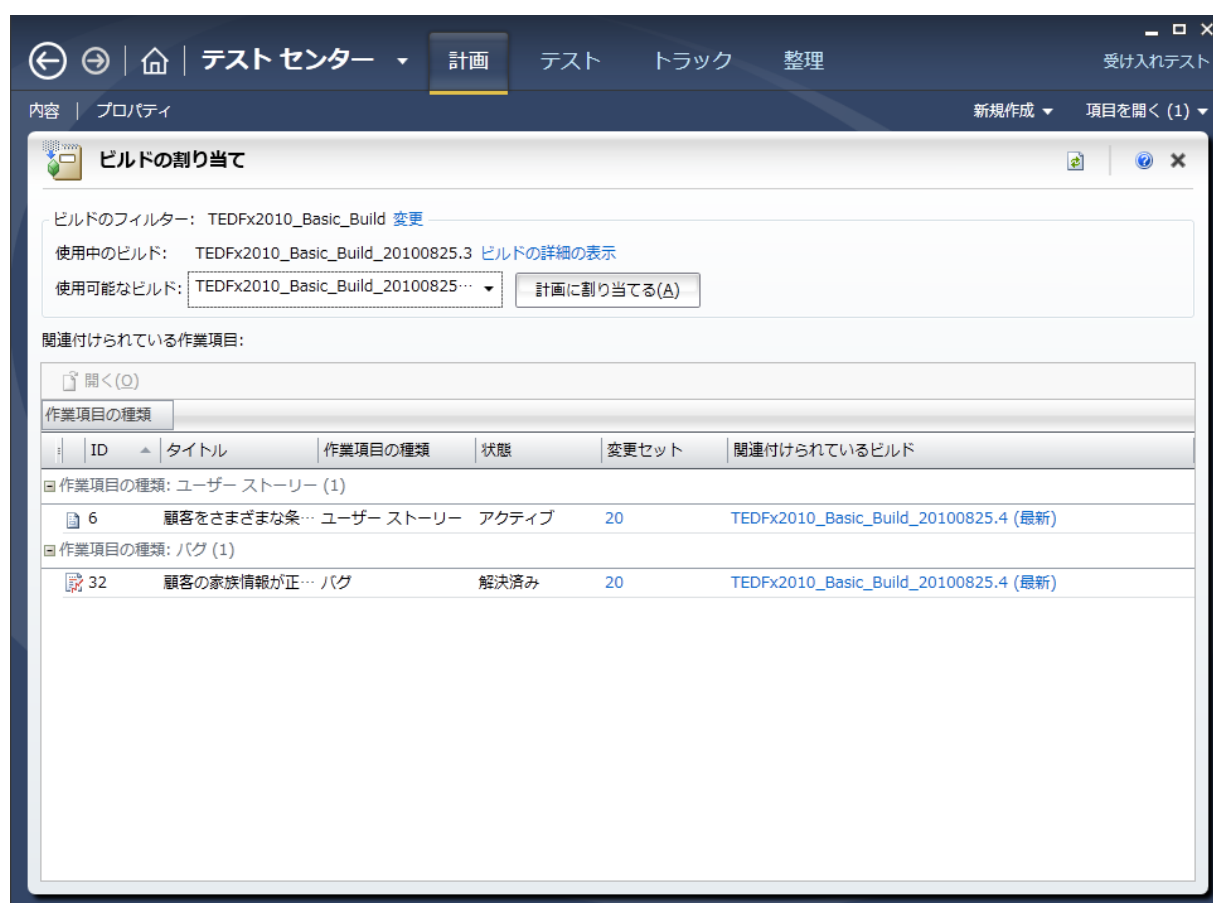 テスト センター 計画 テスト トラック 整理 受け入れテスト
内容 | プロパティ 新規作成 項目を開く (1)
ビルドの割り当て
ビルドのフィルター: TEDFx2010_Basic_Build 変更
使用中のビルド: TEDFx2010_Basic_Build_20100825.3 ビルドの詳細の表示
使用可能なビルド: TEDFx2010_Basic_Build_20100825… 計画に割り当てる(A)
関連付けられている作業項目:
開く(O)
作業項目の種類
ID タイトル 作業項目の種類 状態 変更セット 関連付けられているビルド
作業項目の種類: ユーザー ストーリー (1)
6 顧客をさまざまな条… ユーザー ストーリー アクティブ 20 TEDFx2010_Basic_Build_20100825.4 (最新)
作業項目の種類: バグ (1)
32 顧客の家族情報が正… バグ 解決済み 20 TEDFx2010_Basic_Build_20100825.4 (最新)